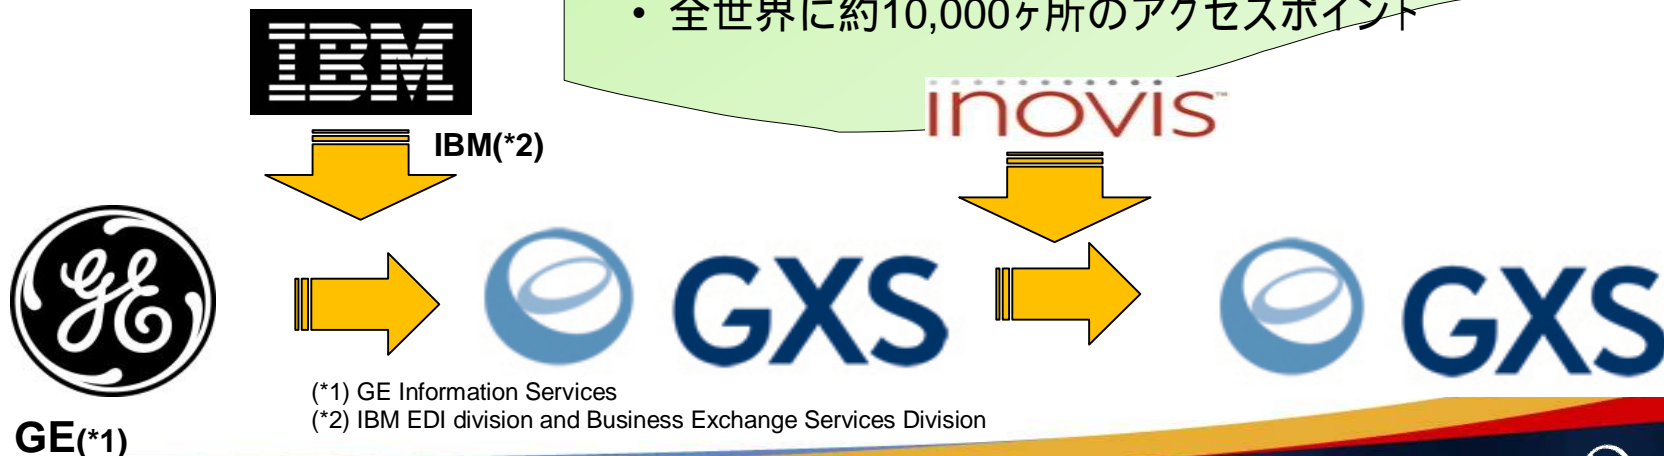 • 全世界に約10,000ヶ所のアクセスポイント
IBM
inovis™
IBM(*2)
GE
GXS
GXS
(*1) GE Information Services
(*2) IBM EDI division and Business Exchange Services Division
GE(*1)